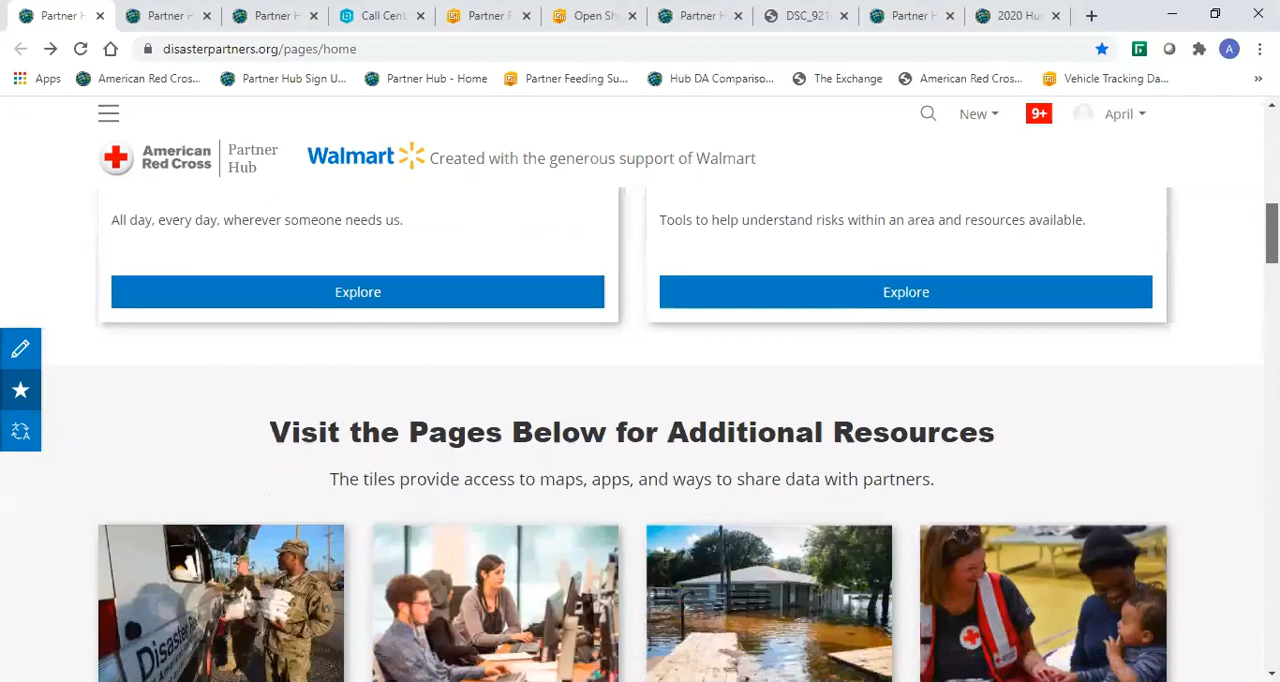 Partner H
Partner H
Partner H
Call Cent
Partner F
Open She
Partner H
DSC_921
Partner H
2020 Hur
disasterpartners.org/pages/home
A
Apps
American Red Cros...
Partner Hub Sign U...
Partner Hub - Home
Partner Feeding Su...
Hub DA Compariso...
The Exchange
American Red Cros...
Vehicle Tracking Da...
New
9+
April
American Red Cross
Partner Hub
Walmart
Created with the generous support of Walmart
All day, every day, wherever someone needs us.
Tools to help understand risks within an area and resources available.
Explore
Explore
Visit the Pages Below for Additional Resources
The tiles provide access to maps, apps, and ways to share data with partners.
Disaster